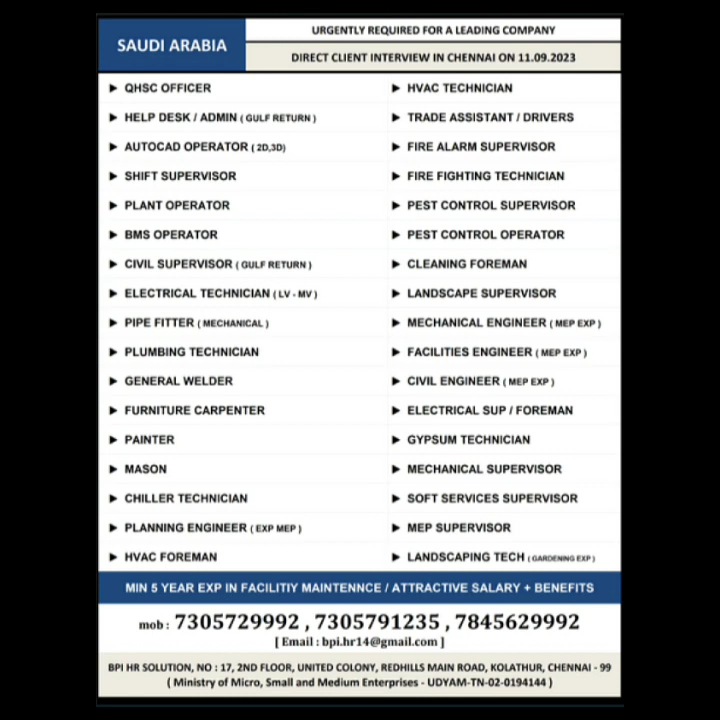 SAUDI ARABIA
URGENTLY REQUIRED FOR A LEADING COMPANY
DIRECT CLIENT INTERVIEW IN CHENNAI ON 11.09.2023
► QHSC OFFICER
► HELP DESK / ADMIN ( GULF RETURN )
► AUTOCAD OPERATOR ( 2D,3D)
► SHIFT SUPERVISOR
► PLANT OPERATOR
► BMS OPERATOR
► CIVIL SUPERVISOR ( GULF RETURN )
► ELECTRICAL TECHNICIAN ( LV - MV )
► PIPE FITTER ( MECHANICAL )
► PLUMBING TECHNICIAN
► GENERAL WELDER
► FURNITURE CARPENTER
► PAINTER
► MASON
► CHILLER TECHNICIAN
► PLANNING ENGINEER ( EXP MEP )
► HVAC FOREMAN
► HVAC TECHNICIAN
► TRADE ASSISTANT / DRIVERS
► FIRE ALARM SUPERVISOR
► FIRE FIGHTING TECHNICIAN
► PEST CONTROL SUPERVISOR
► PEST CONTROL OPERATOR
► CLEANING FOREMAN
► LANDSCAPE SUPERVISOR
► MECHANICAL ENGINEER ( MEP EXP )
► FACILITIES ENGINEER ( MEP EXP )
► CIVIL ENGINEER ( MEP EXP )
► ELECTRICAL SUP / FOREMAN
► GYPSUM TECHNICIAN
► MECHANICAL SUPERVISOR
► SOFT SERVICES SUPERVISOR
► MEP SUPERVISOR
► LANDSCAPING TECH ( GARDENING EXP )
MIN 5 YEAR EXP IN FACILITIY MAINTENNCE / ATTRACTIVE SALARY + BENEFITS
mob : 7305729992 , 7305791235 , 7845629992
[ Email : bpi.hr14@gmail.com ]
BPI HR SOLUTION, NO : 17, 2ND FLOOR, UNITED COLONY, REDHILLS MAIN ROAD, KOLATHUR, CHENNAI - 99
( Ministry of Micro, Small and Medium Enterprises - UDYAM-TN-02-0194144 )